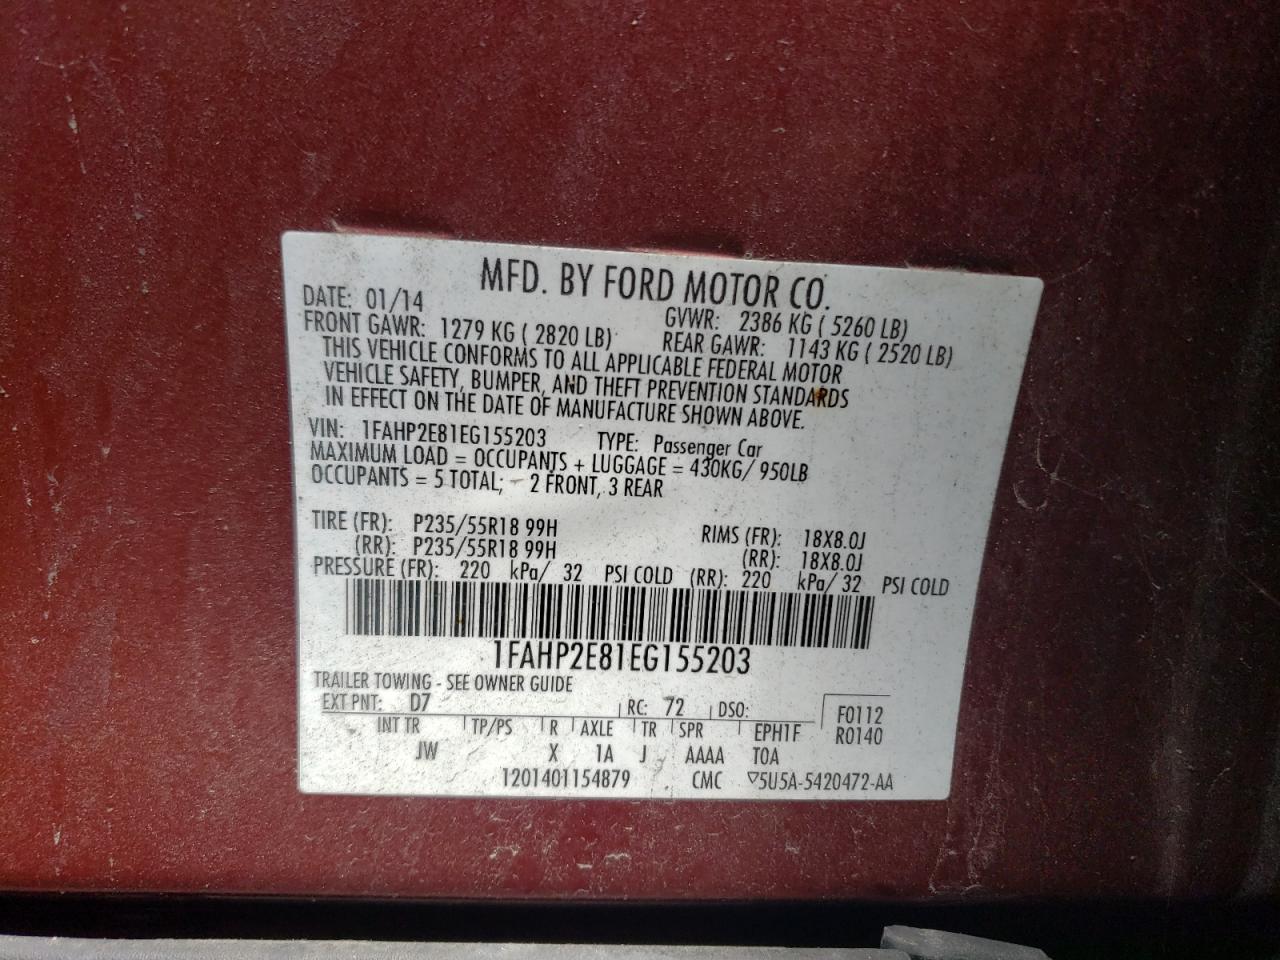 MFD. BY FORD MOTOR CO.
DATE: 01/14 GVWR: 2386 KG ( 5260 LB)
FRONT GAWR: 1279 KG ( 2820 LB) REAR GAWR: 1143 KG ( 2520 LB)
THIS VEHICLE CONFORMS TO ALL APPLICABLE FEDERAL MOTOR
VEHICLE SAFETY, BUMPER, AND THEFT PREVENTION STANDARDS
IN EFFECT ON THE DATE OF MANUFACTURE SHOWN ABOVE.
VIN: 1FAHP2E81EG155203 TYPE: Passenger Car
MAXIMUM LOAD = OCCUPANTS + LUGGAGE = 430KG/ 950LB
OCCUPANTS = 5 TOTAL; - 2 FRONT, 3 REAR
TIRE (FR): P235/55R18 99H RIMS (FR): 18X8.0J
(RR): P235/55R18 99H (RR): 18X8.0J
PRESSURE (FR): 220 kPa/ 32 PSI COLD (RR): 220 kPa/ 32 PSI COLD
1FAHP2E81EG155203
TRAILER TOWING - SEE OWNER GUIDE
EXT PNT: D7 RC: 72 DSO: F0112
INT TR TP/PS R AXLE TR SPR EPH1F R0140
JW X 1A J AAAA TOA
1201401154879 CMC ▽5U5A-5420472-AA